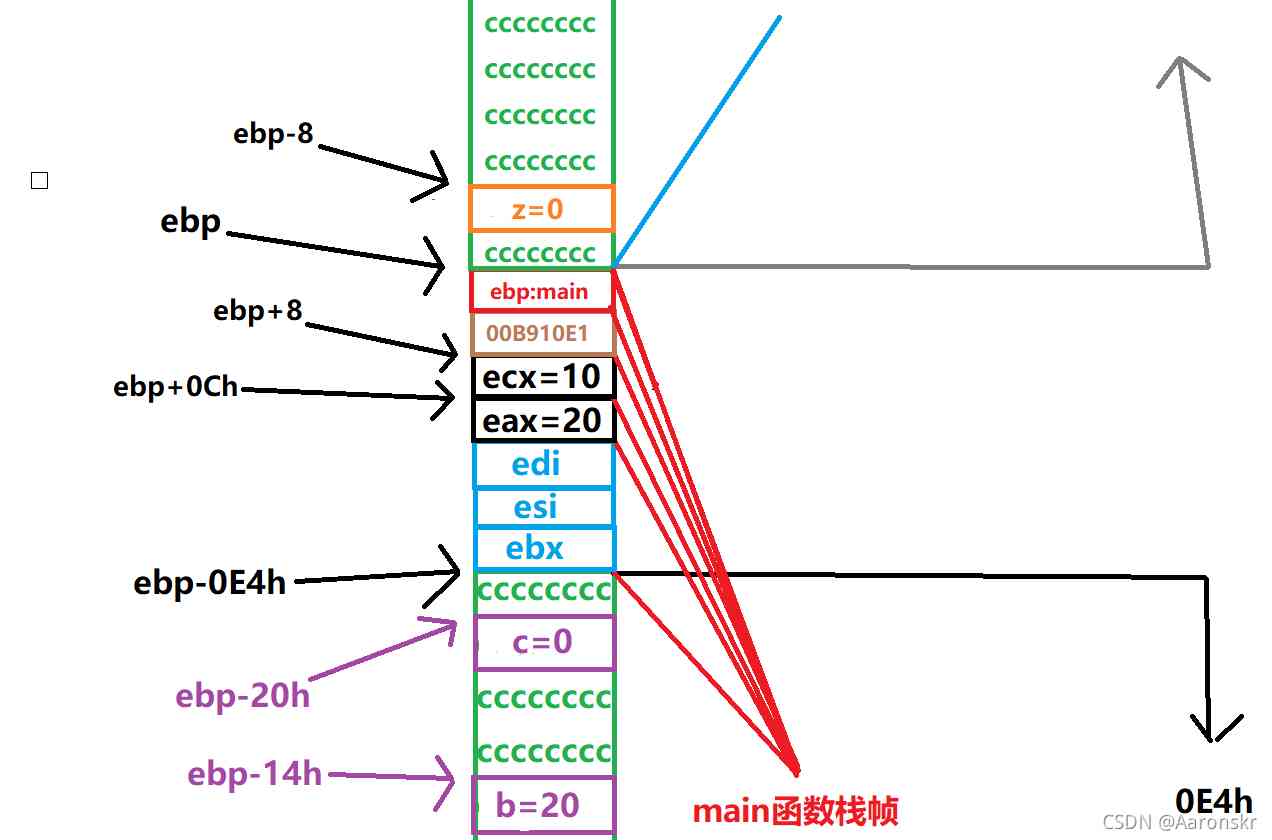 cccccccc
cccccccc
cccccccc
ebp-8
cccccccc
z=0
ebp
cccccccc
ebp:main
ebp+8
00B910E1
ecx=10
ebp+0Ch
eax=20
edi
esi
ebx
ebp-0E4h
cccccccc
c=0
ebp-20h
cccccccc
cccccccc
ebp-14h
b=20
main函数栈帧
0E4h
CSDN @Aaronskr